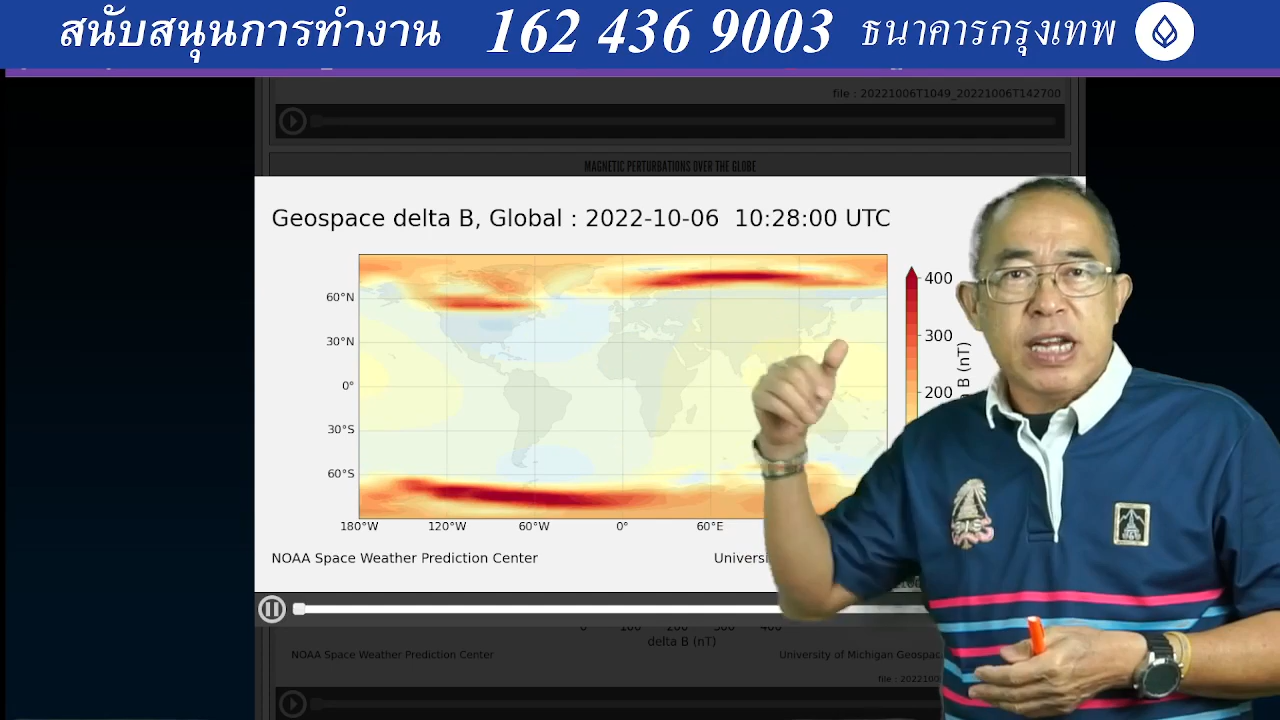 สนับสนุนการทำงาน 162 436 9003 ธนาคารกรุงเทพ
file : 20221006T1049_20221006T142700
MAGNETIC PERTURBATIONS OVER THE GLOBE
Geospace delta B, Global : 2022-10-06 10:28:00 UTC
60°N
30°N
0°
30°S
60°S
180°W 120°W 60°W 0° 60°E
400
300
200
B (nT)
NOAA Space Weather Prediction Center
0 100 200 300 400
delta B (nT)
NOAA Space Weather Prediction Center University of Michigan